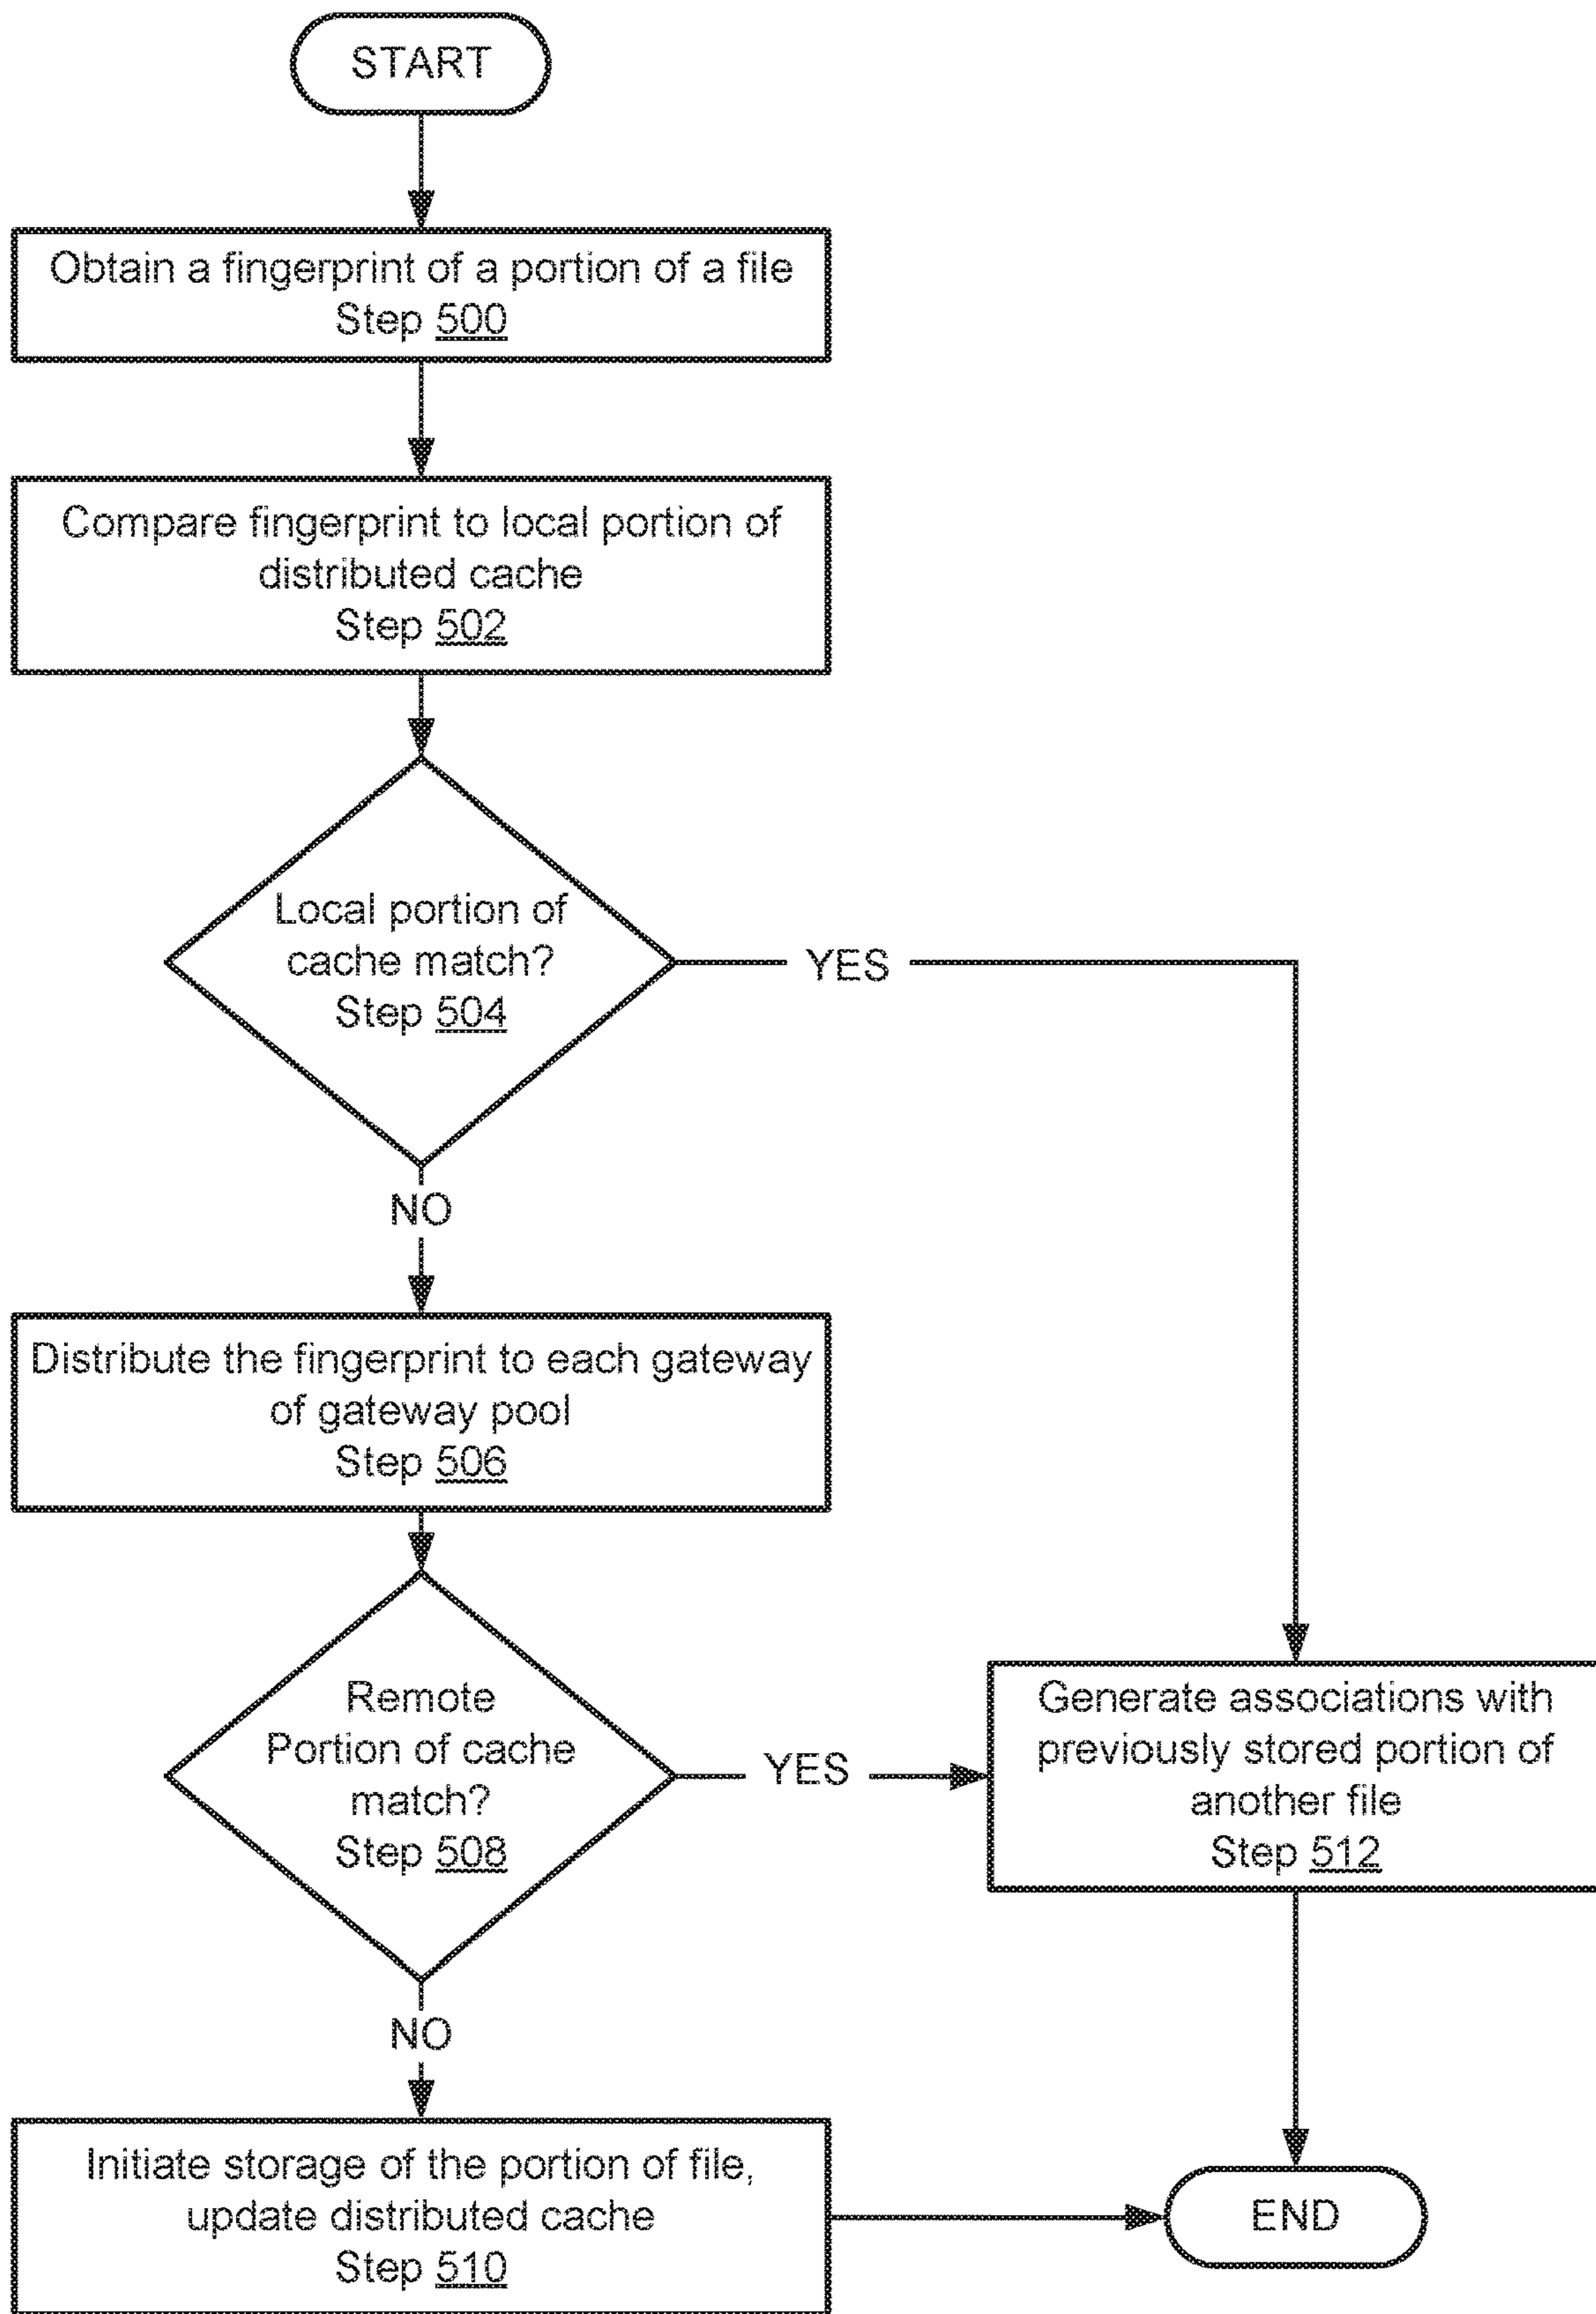 START
Obtain a fingerprint of a portion of a file
Step 500
Compare fingerprint to local portion of
distributed cache
Step 502
Local portion of
cache match?
Step 504
YES
NO
Distribute the fingerprint to each gateway
of gateway pool
Step 506
Remote
Portion of cache
match?
Step 508
YES
Generate associations with
previously stored portion of
another file
Step 512
NO
Initiate storage of the portion of file,
update distributed cache
Step 510
END